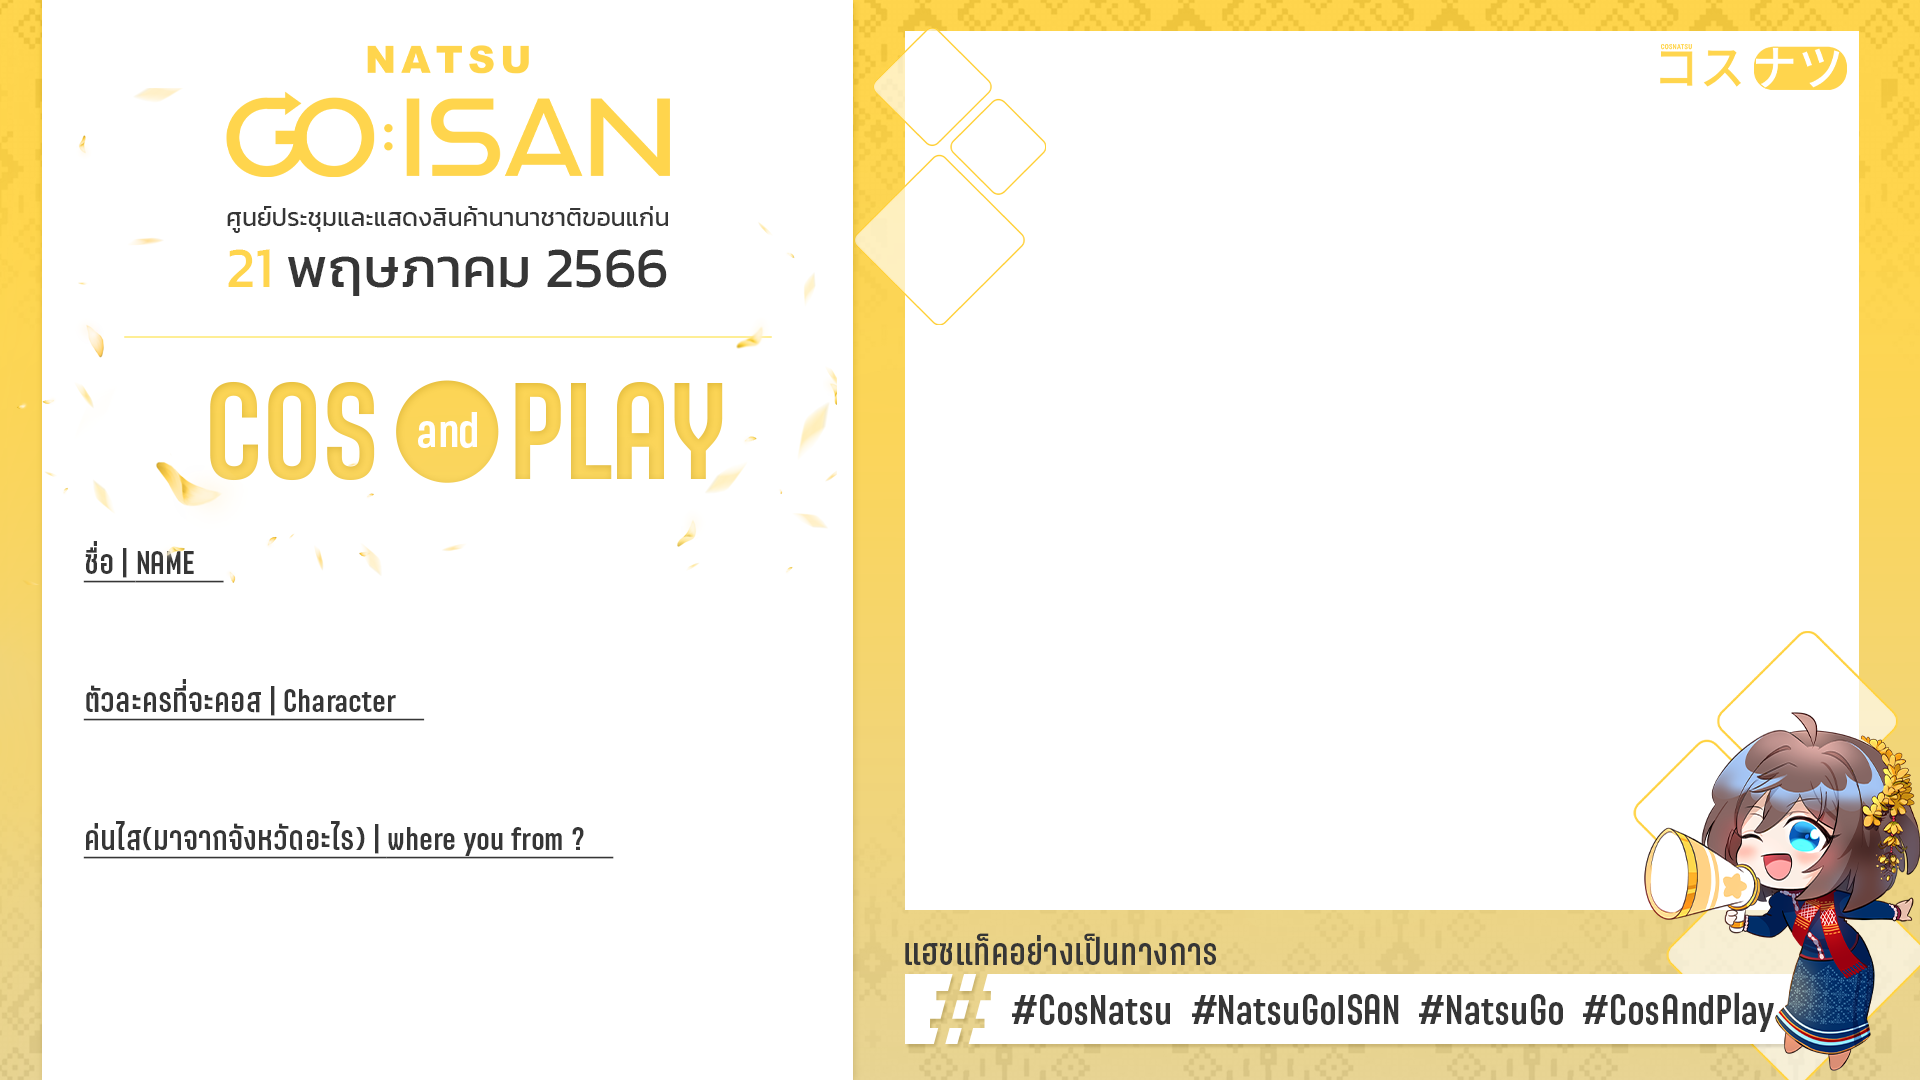 NATSU
GO:ISAN
ศูนย์ประชุมและแสดงสินค้านานาชาติขอนแก่น
21 พฤษภาคม 2566
COS and PLAY
ชื่อ | NAME
ตัวละครที่จะคอส | Character
ค่นไส(มาจากจังหวัดอะไร) | where you from ?
COSNATSU
コスナツ
แฮชแท็คอย่างเป็นทางการ
# #CosNatsu #NatsuGoISAN #NatsuGo #CosAndPlay